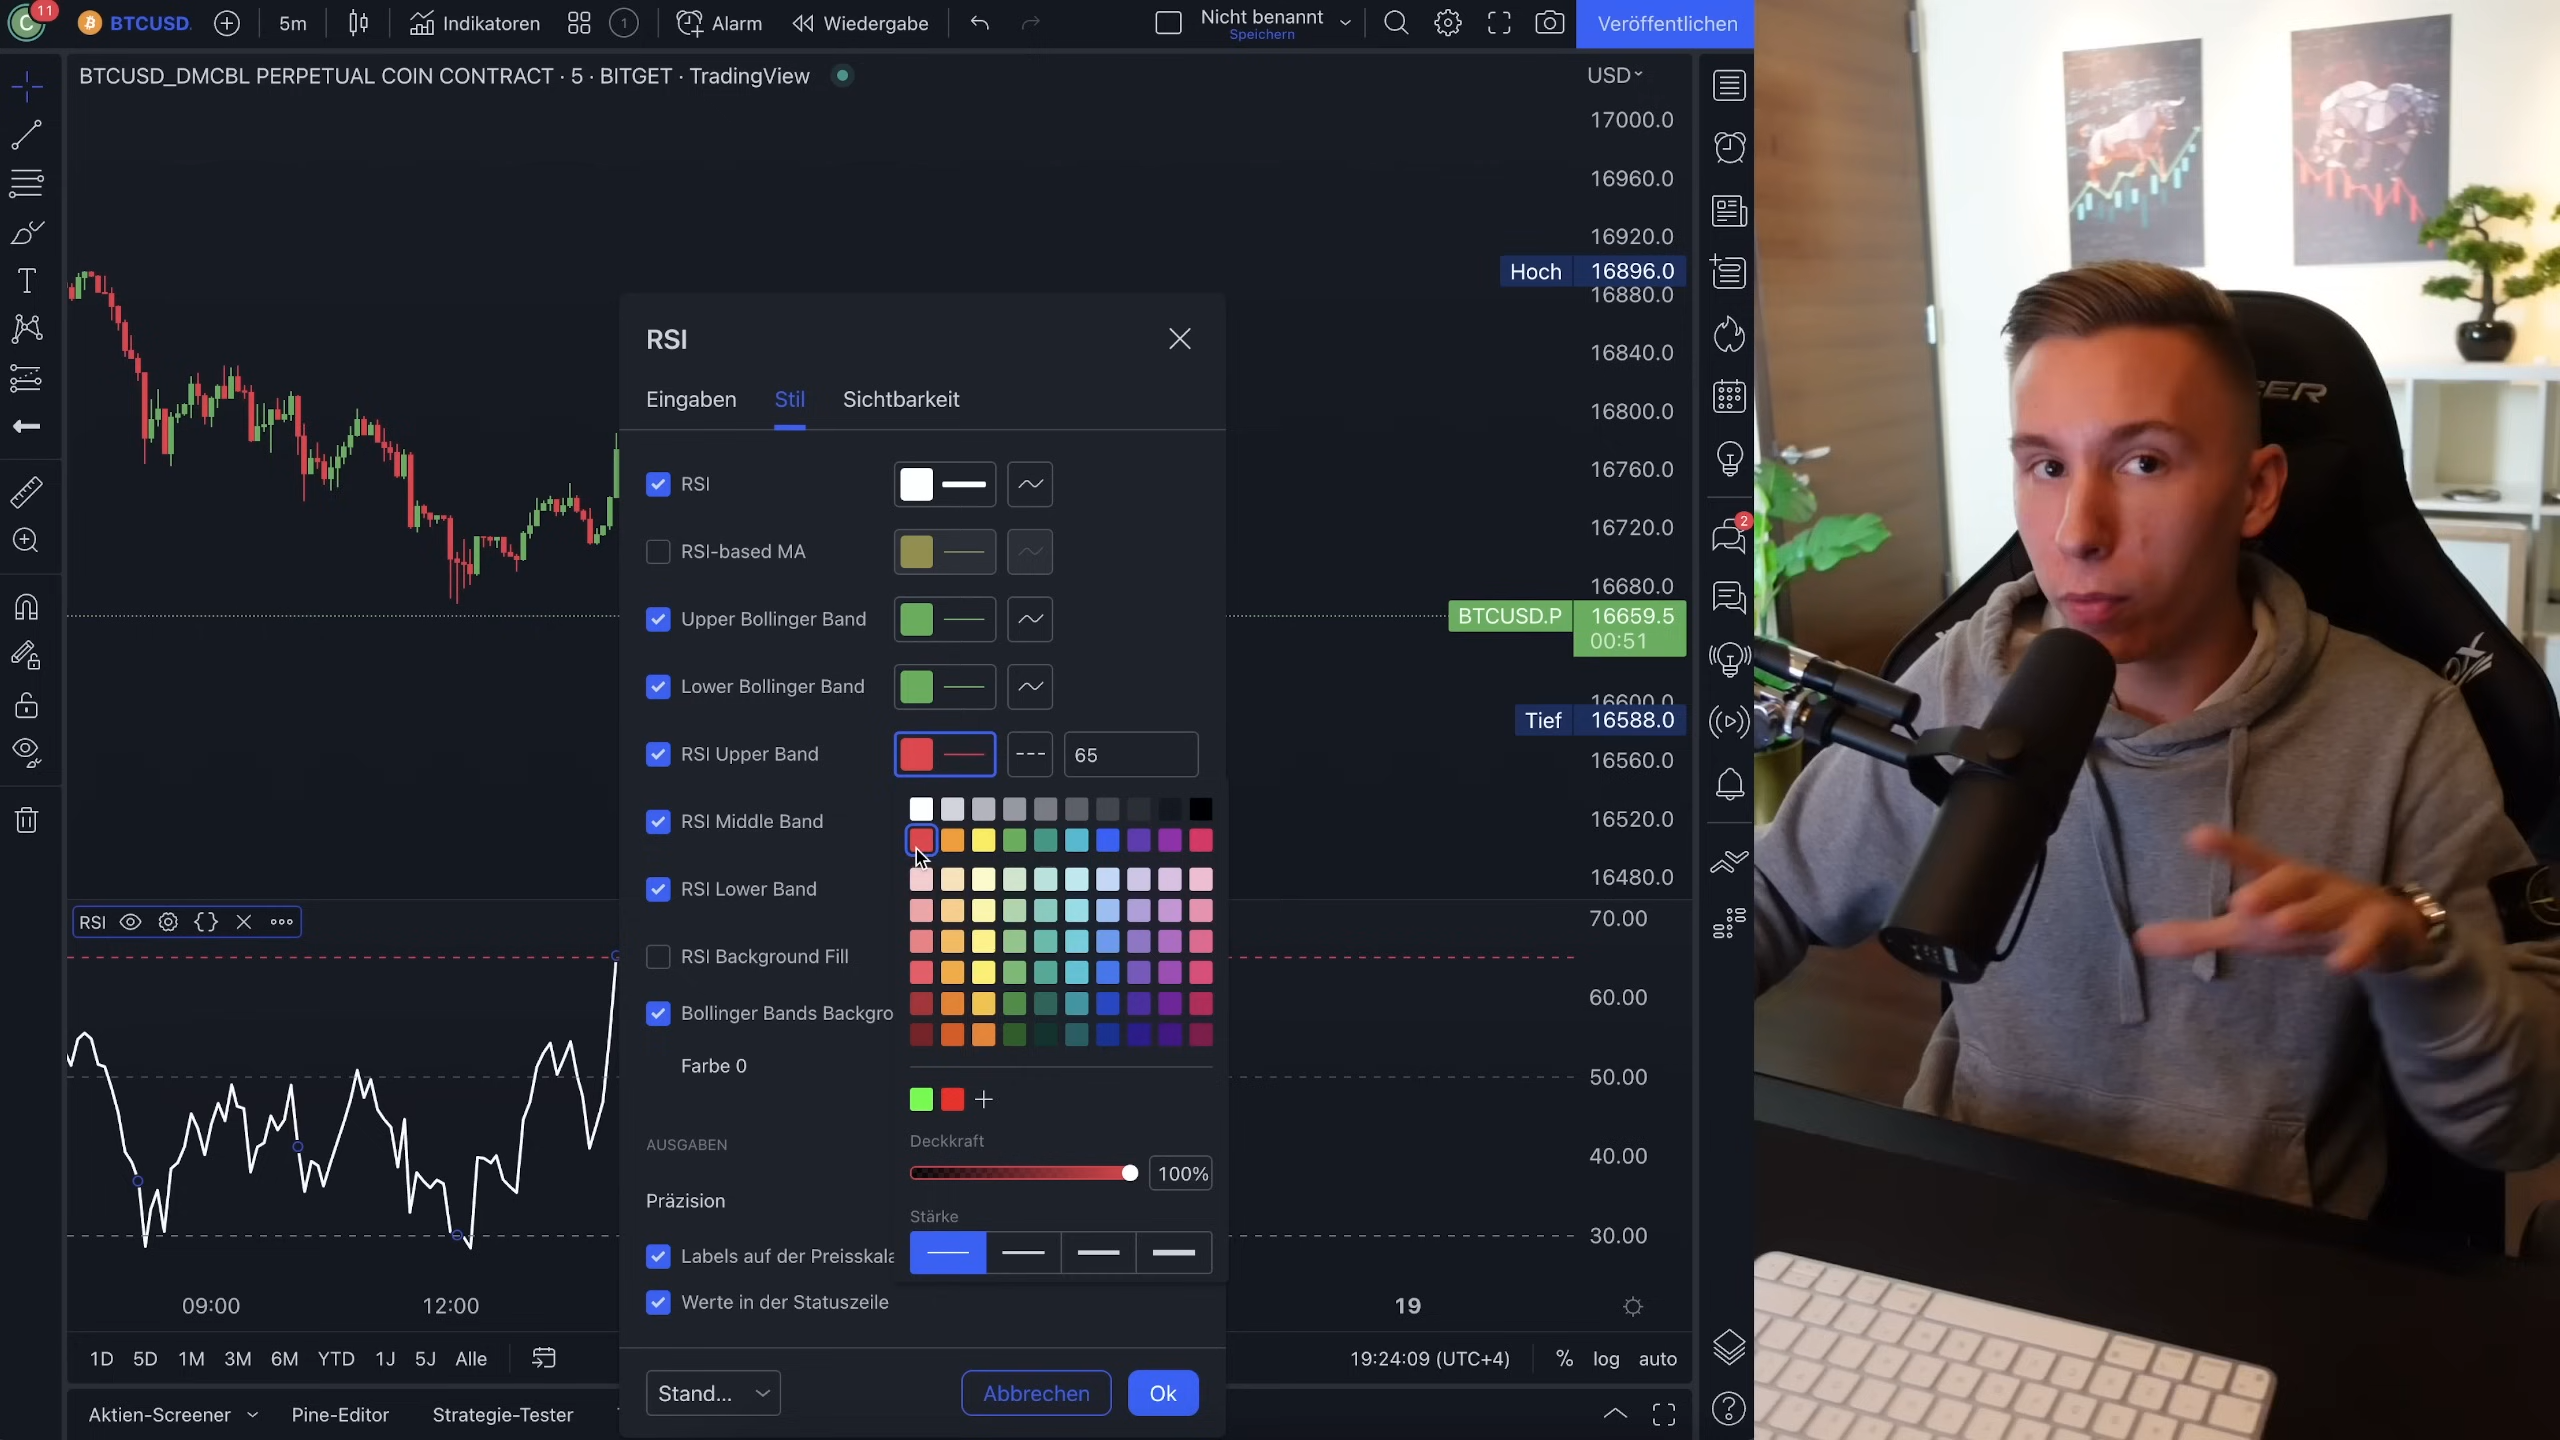 C
11
BTCUSD.
5m
Indikatoren
1
Alarm
Wiedergabe
Nicht benannt
Speichern
Veröffentlichen
BTCUSD_DMCBL PERPETUAL COIN CONTRACT · 5 · BITGET · TradingView
USD
17000.0
16960.0
16920.0
Hoch 16896.0
16880.0
16840.0
16800.0
16760.0
16720.0
16680.0
BTCUSD.P 16659.5
00:51
16600.0
Tief 16588.0
16560.0
16520.0
16480.0
RSI
Eingaben Stil Sichtbarkeit
RSI
RSI-based MA
Upper Bollinger Band
Lower Bollinger Band
RSI Upper Band 65
RSI Middle Band
RSI Lower Band
RSI Background Fill
Bollinger Bands Backgro
Farbe 0
AUSGABEN
Präzision
Labels auf der Preisskala
Werte in der Statuszeile
Deckkraft
100%
Stärke
Stand...
Abbrechen
Ok
RSI
70.00
60.00
50.00
40.00
30.00
09:00 12:00 19
1D 5D 1M 3M 6M YTD 1J 5J Alle
19:24:09 (UTC+4) % log auto
Aktien-Screener Pine-Editor Strategie-Tester
2